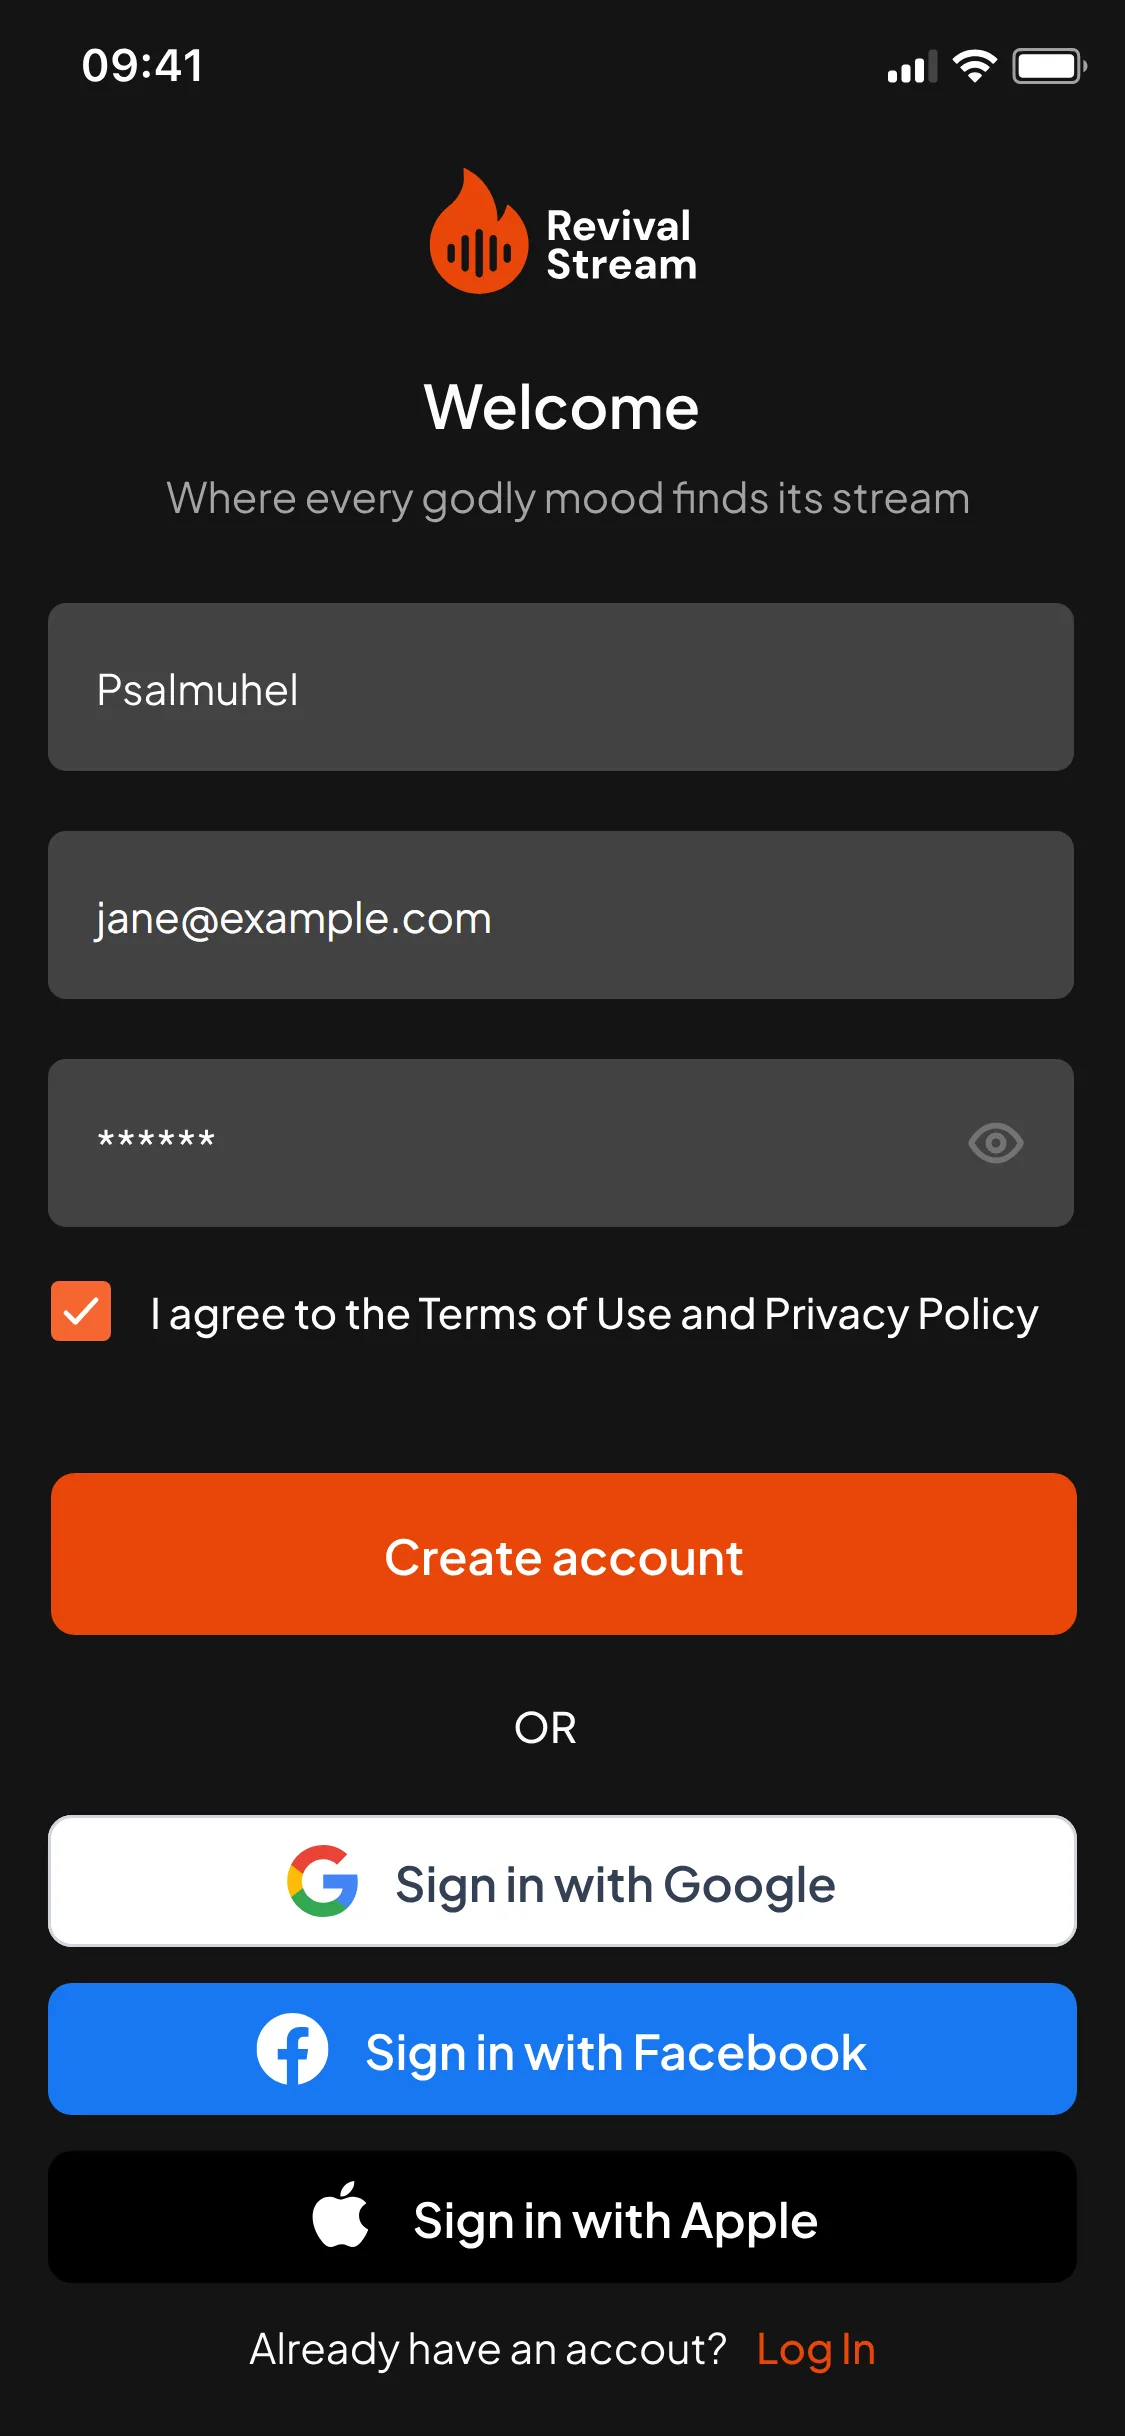 09:41
Revival
Stream
Welcome
Where every godly mood finds its stream
Psalmuhel
jane@example.com
******
I agree to the Terms of Use and Privacy Policy
Create account
OR
Sign in with Google
Sign in with Facebook
Sign in with Apple
Already have an accout? Log In